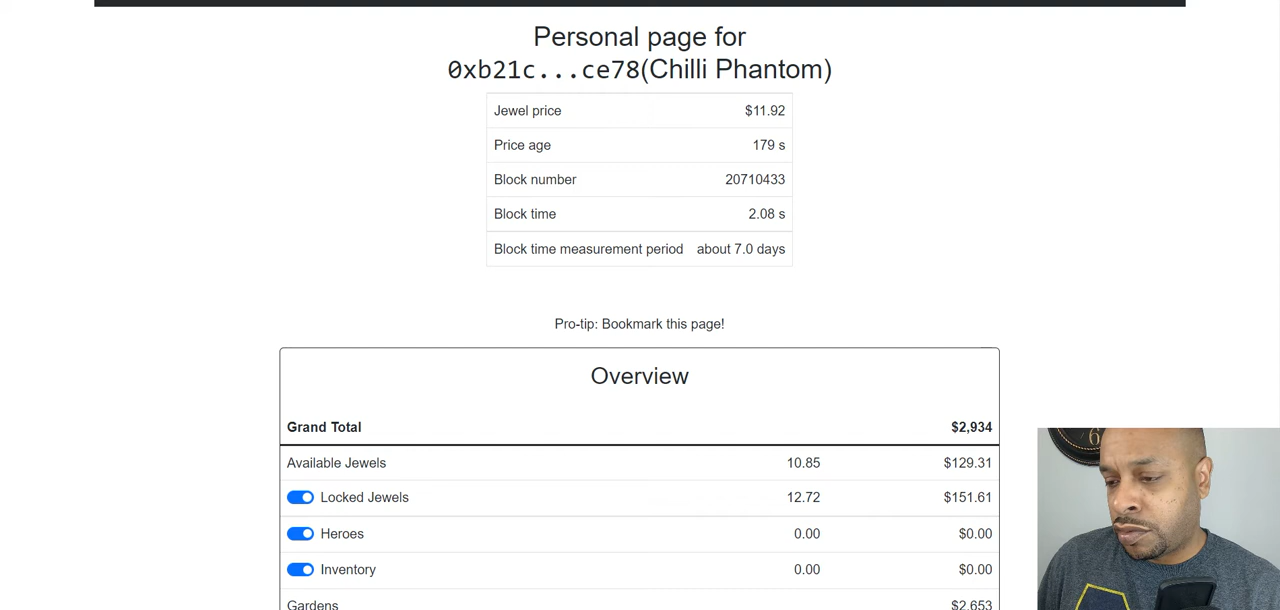 Personal page for
0xb21c...ce78(Chilli Phantom)
Jewel price $11.92
Price age 179 s
Block number 20710433
Block time 2.08 s
Block time measurement period about 7.0 days
Pro-tip: Bookmark this page!
Overview
Grand Total $2,934
Available Jewels 10.85 $129.31
Locked Jewels 12.72 $151.61
Heroes 0.00 $0.00
Inventory 0.00 $0.00
Gardens $2,653
6